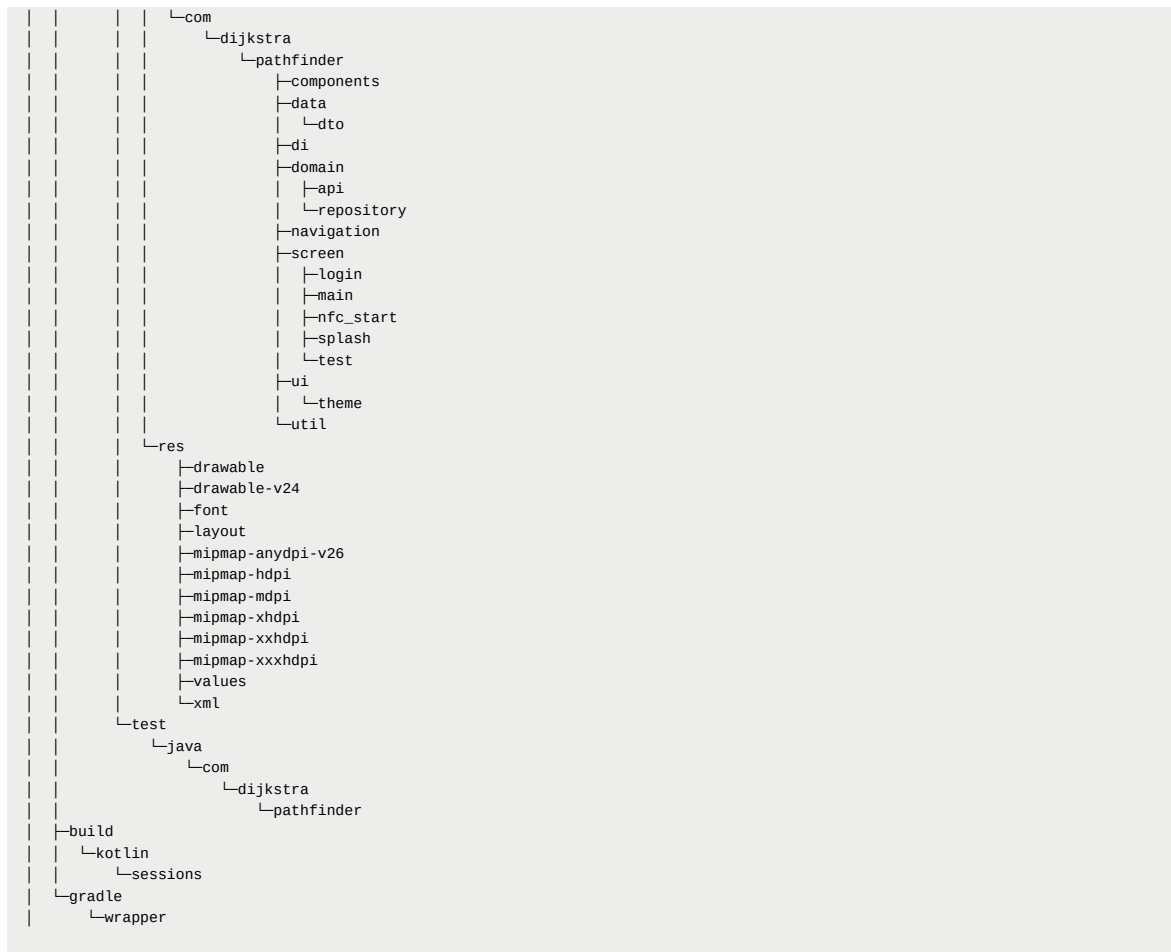 │  │      │  │  └─com
│  │      │  │      └─dijkstra
│  │      │  │          └─pathfinder
│  │      │  │              ├─components
│  │      │  │              ├─data
│  │      │  │              │  └─dto
│  │      │  │              ├─di
│  │      │  │              ├─domain
│  │      │  │              │  ├─api
│  │      │  │              │  └─repository
│  │      │  │              ├─navigation
│  │      │  │              ├─screen
│  │      │  │              │  ├─login
│  │      │  │              │  ├─main
│  │      │  │              │  ├─nfc_start
│  │      │  │              │  ├─splash
│  │      │  │              │  └─test
│  │      │  │              ├─ui
│  │      │  │              │  └─theme
│  │      │  │              └─util
│  │      │  └─res
│  │      │      ├─drawable
│  │      │      ├─drawable-v24
│  │      │      ├─font
│  │      │      ├─layout
│  │      │      ├─mipmap-anydpi-v26
│  │      │      ├─mipmap-hdpi
│  │      │      ├─mipmap-mdpi
│  │      │      ├─mipmap-xhdpi
│  │      │      ├─mipmap-xxhdpi
│  │      │      ├─mipmap-xxxhdpi
│  │      │      ├─values
│  │      │      └─xml
│  │      └─test
│  │          └─java
│  │              └─com
│  │                  └─dijkstra
│  │                      └─pathfinder
│  ├─build
│  │  └─kotlin
│  │      └─sessions
│  └─gradle
│      └─wrapper